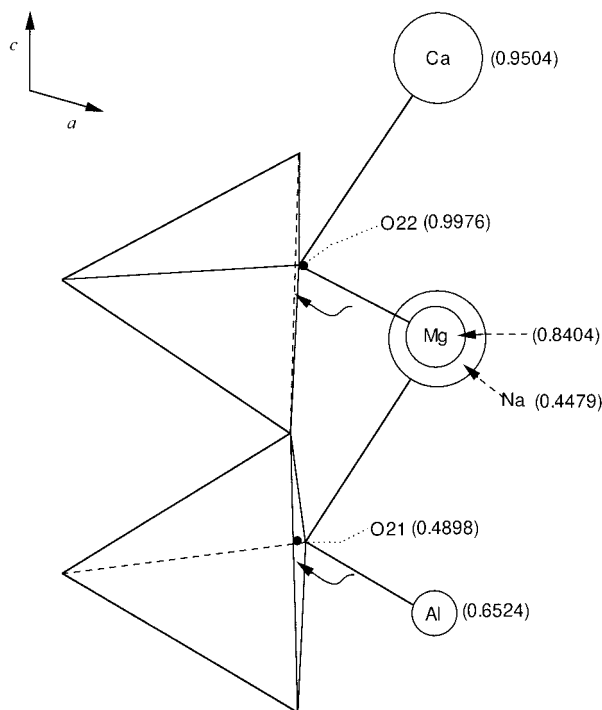 c
a
Ca (0.9504)
O22 (0.9976)
Mg (0.8404)
Na (0.4479)
O21 (0.4898)
Al (0.6524)